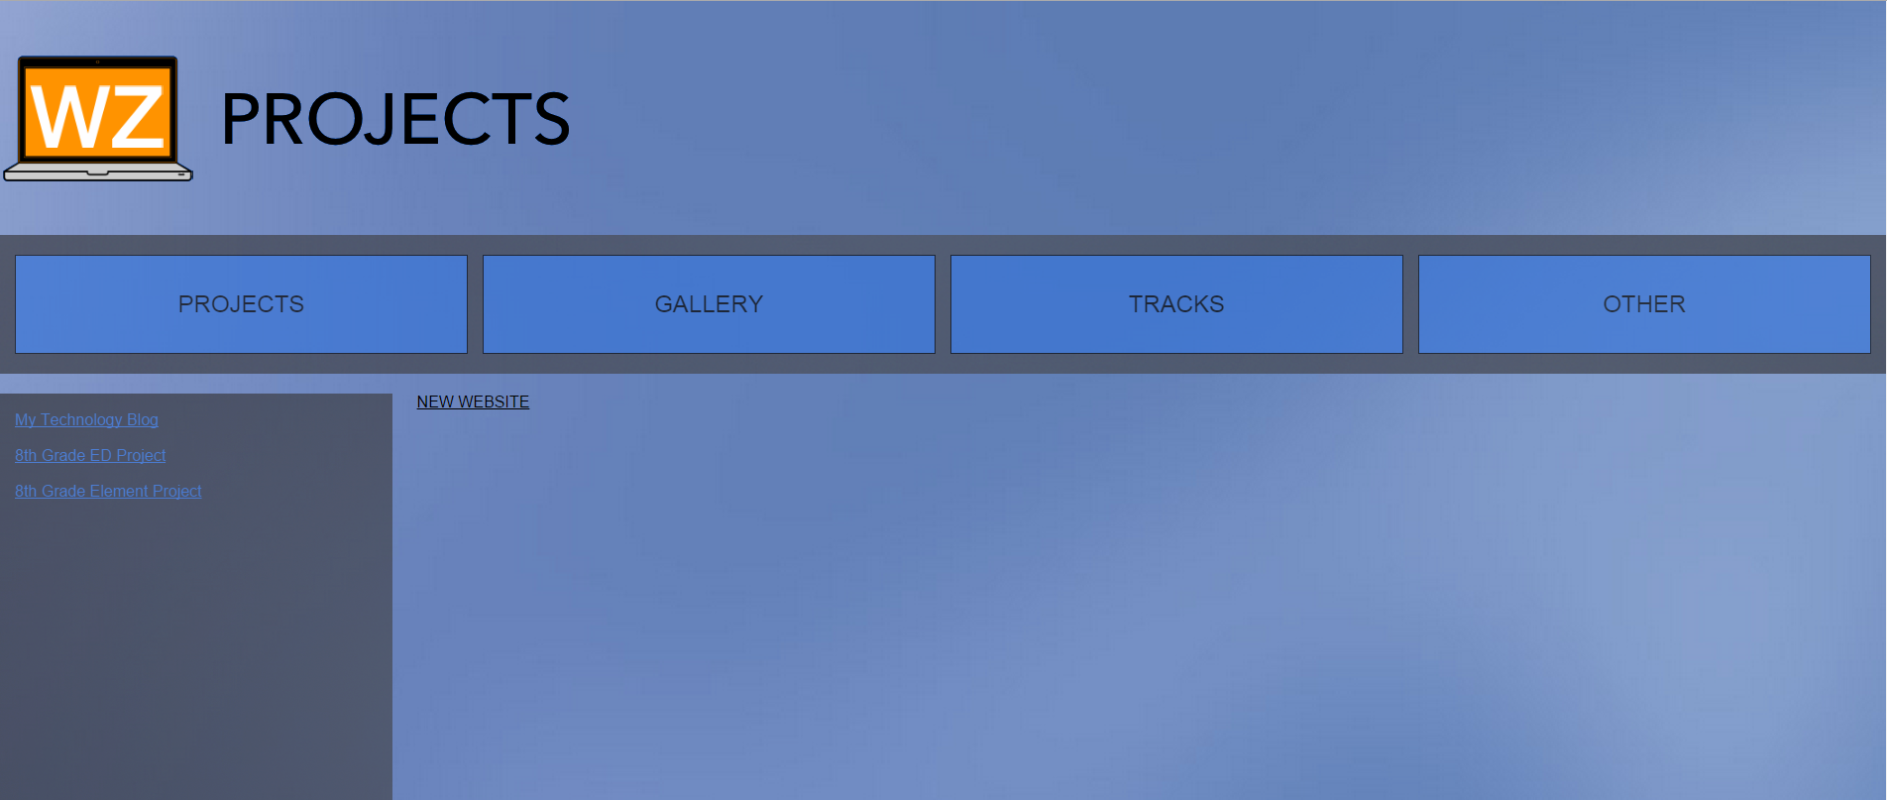 WZ PROJECTS
PROJECTS GALLERY TRACKS OTHER
My Technology Blog
8th Grade ED Project
8th Grade Element Project
NEW WEBSITE